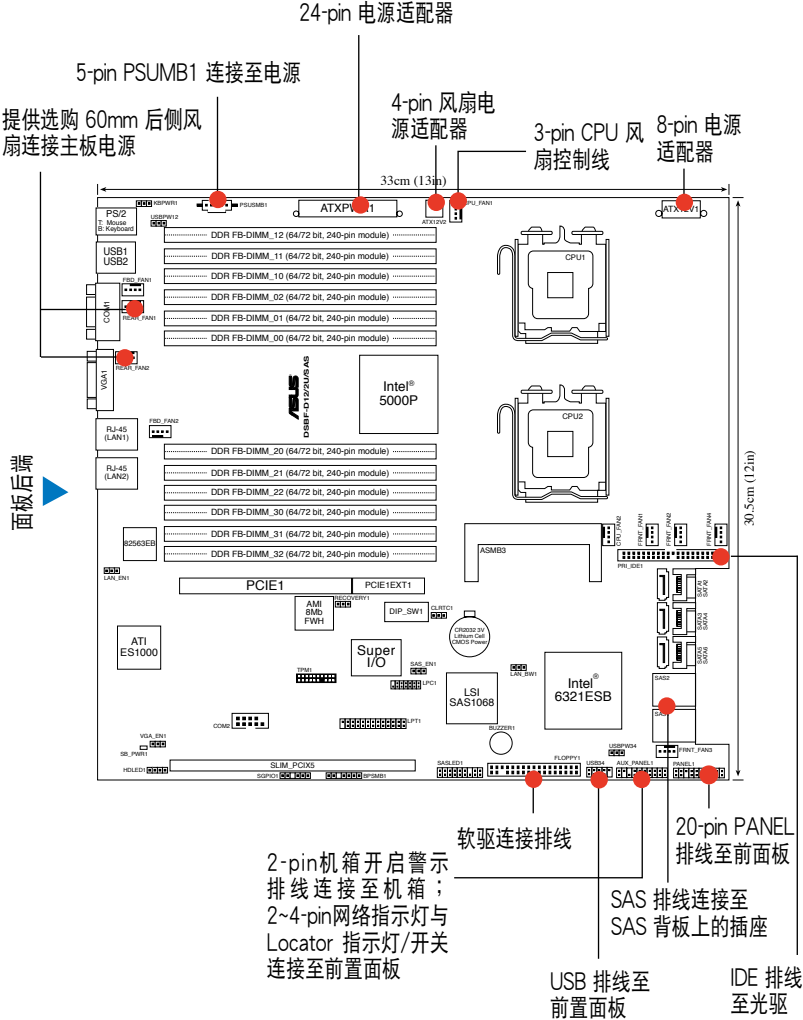 24-pin 电源适配器
5-pin PSUMB1 连接至电源
提供选购 60mm 后侧风
扇连接主板电源
4-pin 风扇电
源适配器
3-pin CPU 风
扇控制线
8-pin 电源
适配器
33cm (13in)
KBPWR1
PSUSMB1
ATX12V2
CPU_FAN1
PS/2
T: Mouse
B: Keyboard
USBPW12
DDR FB-DIMM_12 (64/72 bit, 240-pin module)
DDR FB-DIMM_11 (64/72 bit, 240-pin module)
DDR FB-DIMM_10 (64/72 bit, 240-pin module)
DDR FB-DIMM_02 (64/72 bit, 240-pin module)
DDR FB-DIMM_01 (64/72 bit, 240-pin module)
DDR FB-DIMM_00 (64/72 bit, 240-pin module)
USB1
USB2
FBD_FAN1
COM1
REAR_FAN1
REAR_FAN2
VGA1
CPU1
ASUS
DSBF-D12/2U/SAS
Intel®
5000P
CPU2
RJ-45
(LAN1)
FBD_FAN2
RJ-45
(LAN2)
面板后端
DDR FB-DIMM_20 (64/72 bit, 240-pin module)
DDR FB-DIMM_21 (64/72 bit, 240-pin module)
DDR FB-DIMM_22 (64/72 bit, 240-pin module)
DDR FB-DIMM_30 (64/72 bit, 240-pin module)
DDR FB-DIMM_31 (64/72 bit, 240-pin module)
DDR FB-DIMM_32 (64/72 bit, 240-pin module)
30.5cm (12in)
82563EB
LAN_EN1
ASMB3
CPU_FAN2
FRNT_FAN1
FRNT_FAN2
FRNT_FAN4
PRI_IDE1
PCIE1
PCIE1EXT1
SATA1
SATA2
SATA3
SATA4
SATA5
SATA6
AMI
8Mb
FWH
RECOVERY1
DIP_SW1
CLRTC1
CR2032 3V
Lithium Cell
CMOS Power
ATI
ES1000
Super
I/O
SAS_EN1
LAN_BW1
TPM1
LPC1
LSI
SAS1068
Intel®
6321ESB
SAS2
COM2
LPT1
BUZZER1
VGA_EN1
SB_PWR1
USBPW34
FRNT_FAN3
HDLED1
SLIM_PCIX5
SGPIO1
BPSMB1
SASLED1
FLOPPY1
USB34
AUX_PANEL1
PANEL1
软驱连接排线
20-pin PANEL
排线至前面板
2-pin机箱开启警示
排线连接至机箱；
2~4-pin网络指示灯与
Locator 指示灯/开关
连接至前置面板
SAS 排线连接至
SAS 背板上的插座
USB 排线至
前置面板
IDE 排线
至光驱